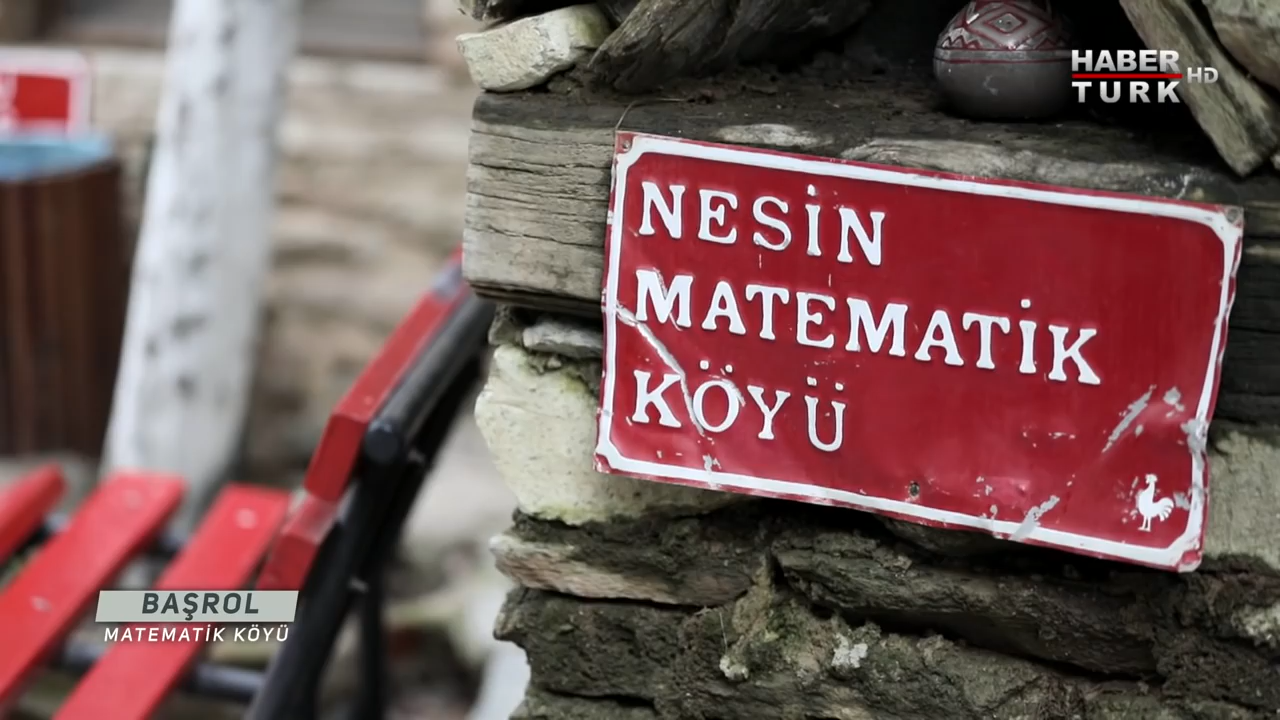 HABER
TURK HD
NESİN
MATEMATİK
KÖYÜ
BAŞROL
MATEMATİK KÖYÜ